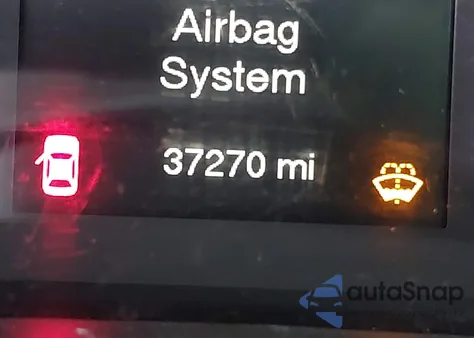 Airbag
System
37270 mi
autoSnap